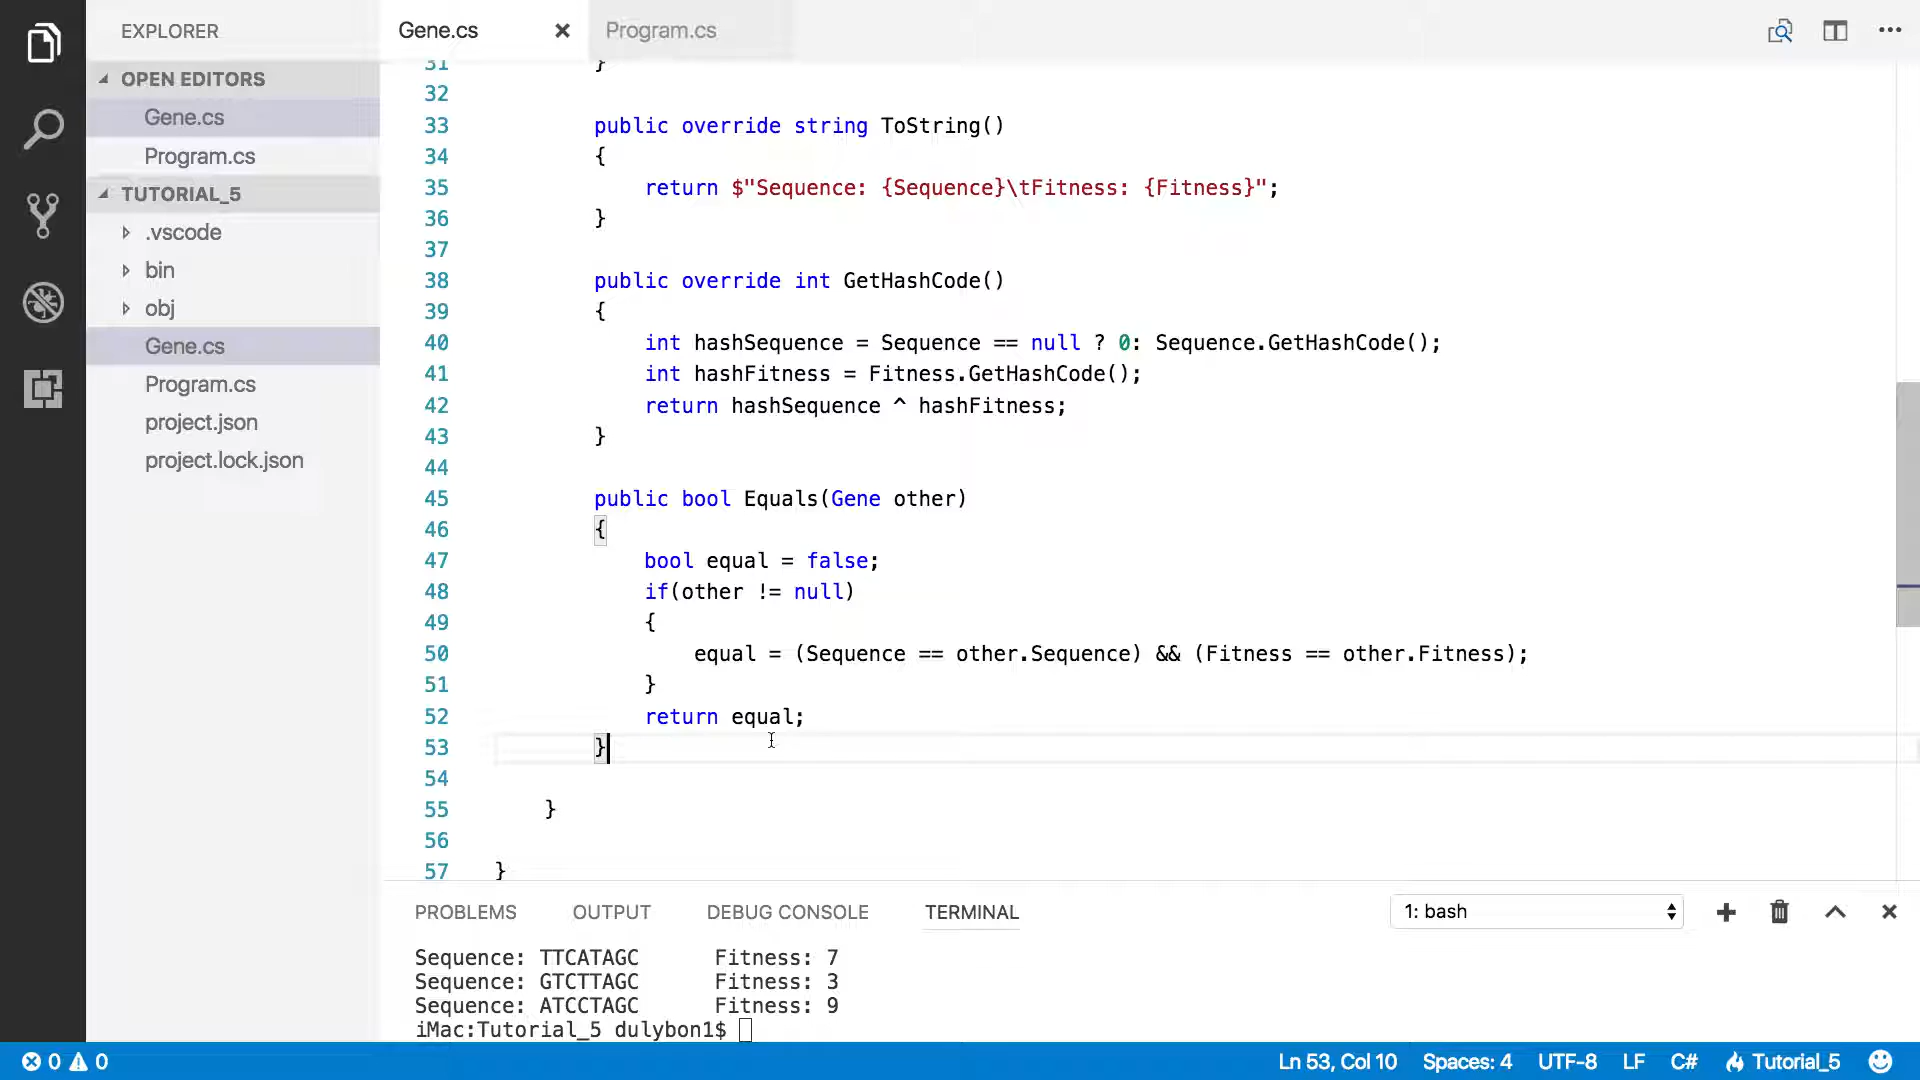 EXPLORER
Gene.cs
Program.cs
OPEN EDITORS
Gene.cs
Program.cs
TUTORIAL_5
.vscode
bin
obj
Gene.cs
Program.cs
project.json
project.lock.json
31 }
32
33 public override string ToString()
34 {
35 return $"Sequence: {Sequence}\tFitness: {Fitness}";
36 }
37
38 public override int GetHashCode()
39 {
40 int hashSequence = Sequence == null ? 0: Sequence.GetHashCode();
41 int hashFitness = Fitness.GetHashCode();
42 return hashSequence ^ hashFitness;
43 }
44
45 public bool Equals(Gene other)
46 {
47 bool equal = false;
48 if(other != null)
49 {
50 equal = (Sequence == other.Sequence) && (Fitness == other.Fitness);
51 }
52 return equal;
53 }
54
55 }
56
57 }
PROBLEMS OUTPUT DEBUG CONSOLE TERMINAL 1: bash
Sequence: TTCATAGC Fitness: 7
Sequence: GTCTTAGC Fitness: 3
Sequence: ATCCTAGC Fitness: 9
iMac:Tutorial_5 dulybon1$
0 0 Ln 53, Col 10 Spaces: 4 UTF-8 LF C# Tutorial_5